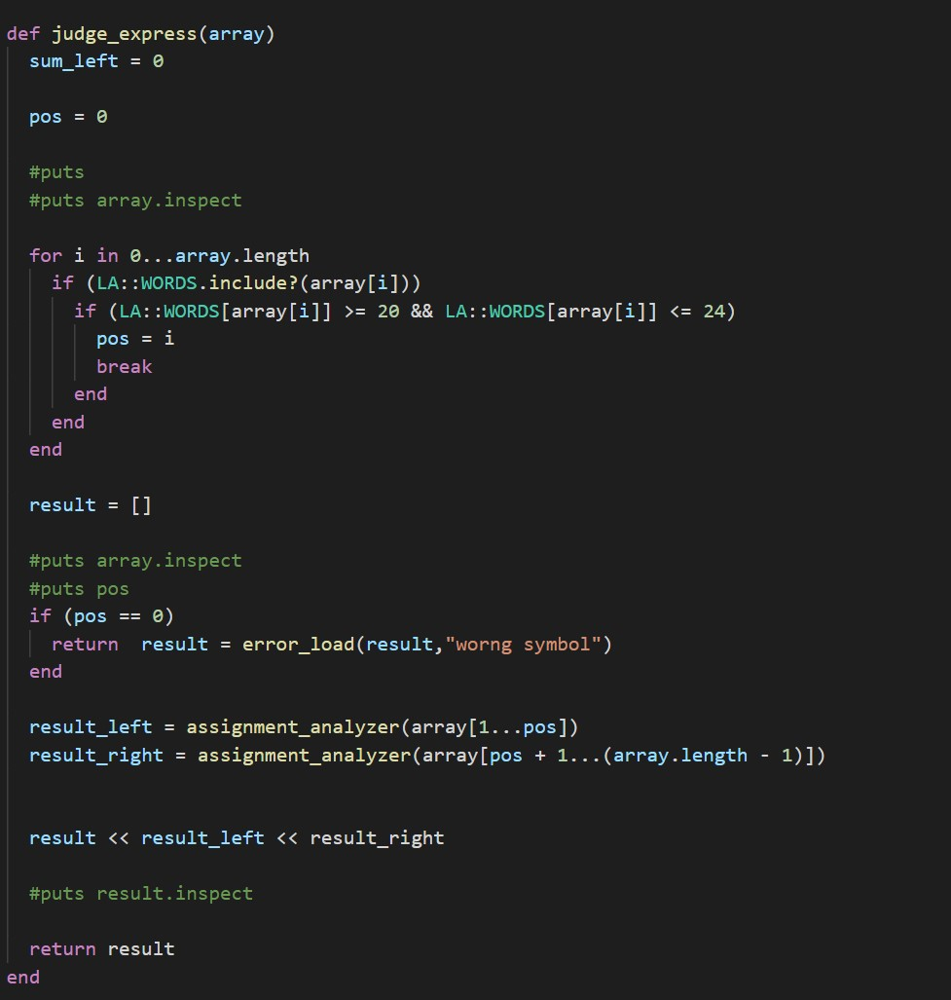 def judge_express(array)
  sum_left = 0

  pos = 0

  #puts
  #puts array.inspect

  for i in 0...array.length
    if (LA::WORDS.include?(array[i]))
      if (LA::WORDS[array[i]] >= 20 && LA::WORDS[array[i]] <= 24)
        pos = i
        break
      end
    end
  end

  result = []

  #puts array.inspect
  #puts pos
  if (pos == 0)
    return  result = error_load(result,"worng symbol")
  end

  result_left = assignment_analyzer(array[1...pos])
  result_right = assignment_analyzer(array[pos + 1...(array.length - 1)])


  result << result_left << result_right

  #puts result.inspect

  return result
end